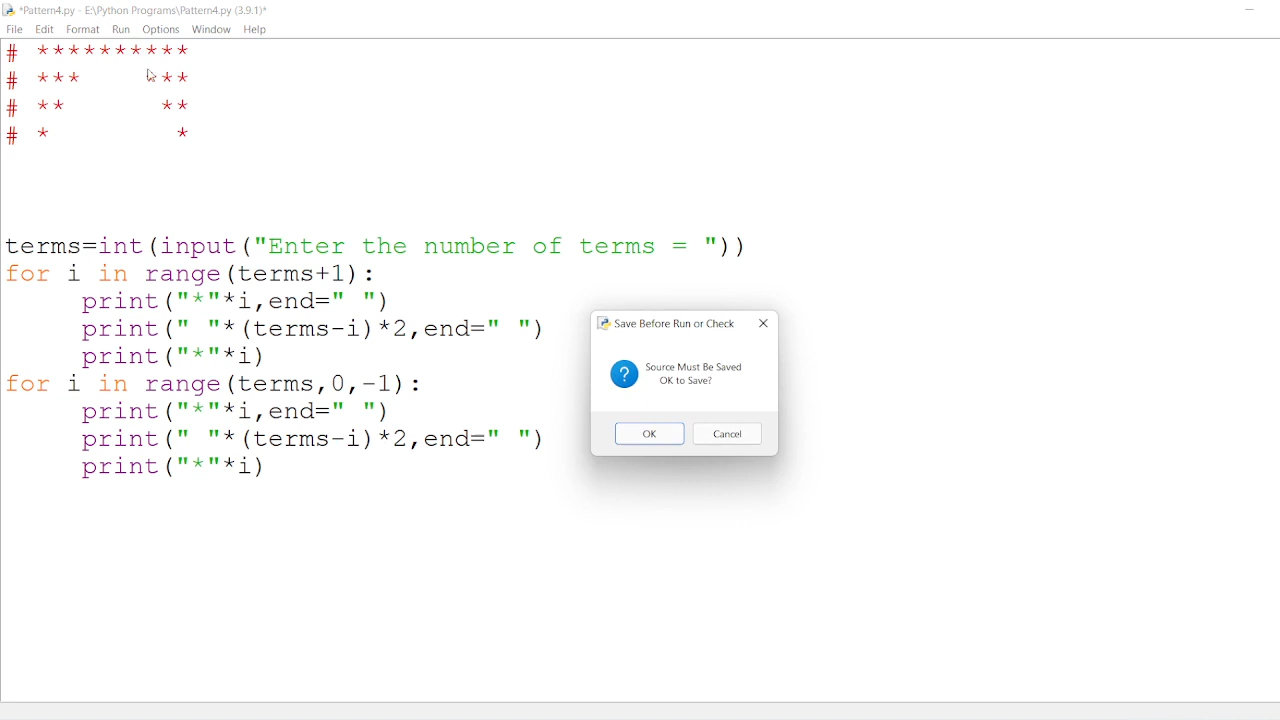 *Pattern4.py - E:\Python Programs\Pattern4.py (3.9.1)*
File Edit Format Run Options Window Help
# **********
# ***     ***
# **       **
# *         *
terms=int(input("Enter the number of terms = "))
for i in range(terms+1):
     print("*"*i,end=" ")
     print(" "*(terms-i)*2,end=" ")
     print("*"*i)
for i in range(terms,0,-1):
     print("*"*i,end=" ")
     print(" "*(terms-i)*2,end=" ")
     print("*"*i)
Save Before Run or Check
Source Must Be Saved
OK to Save?
OK Cancel